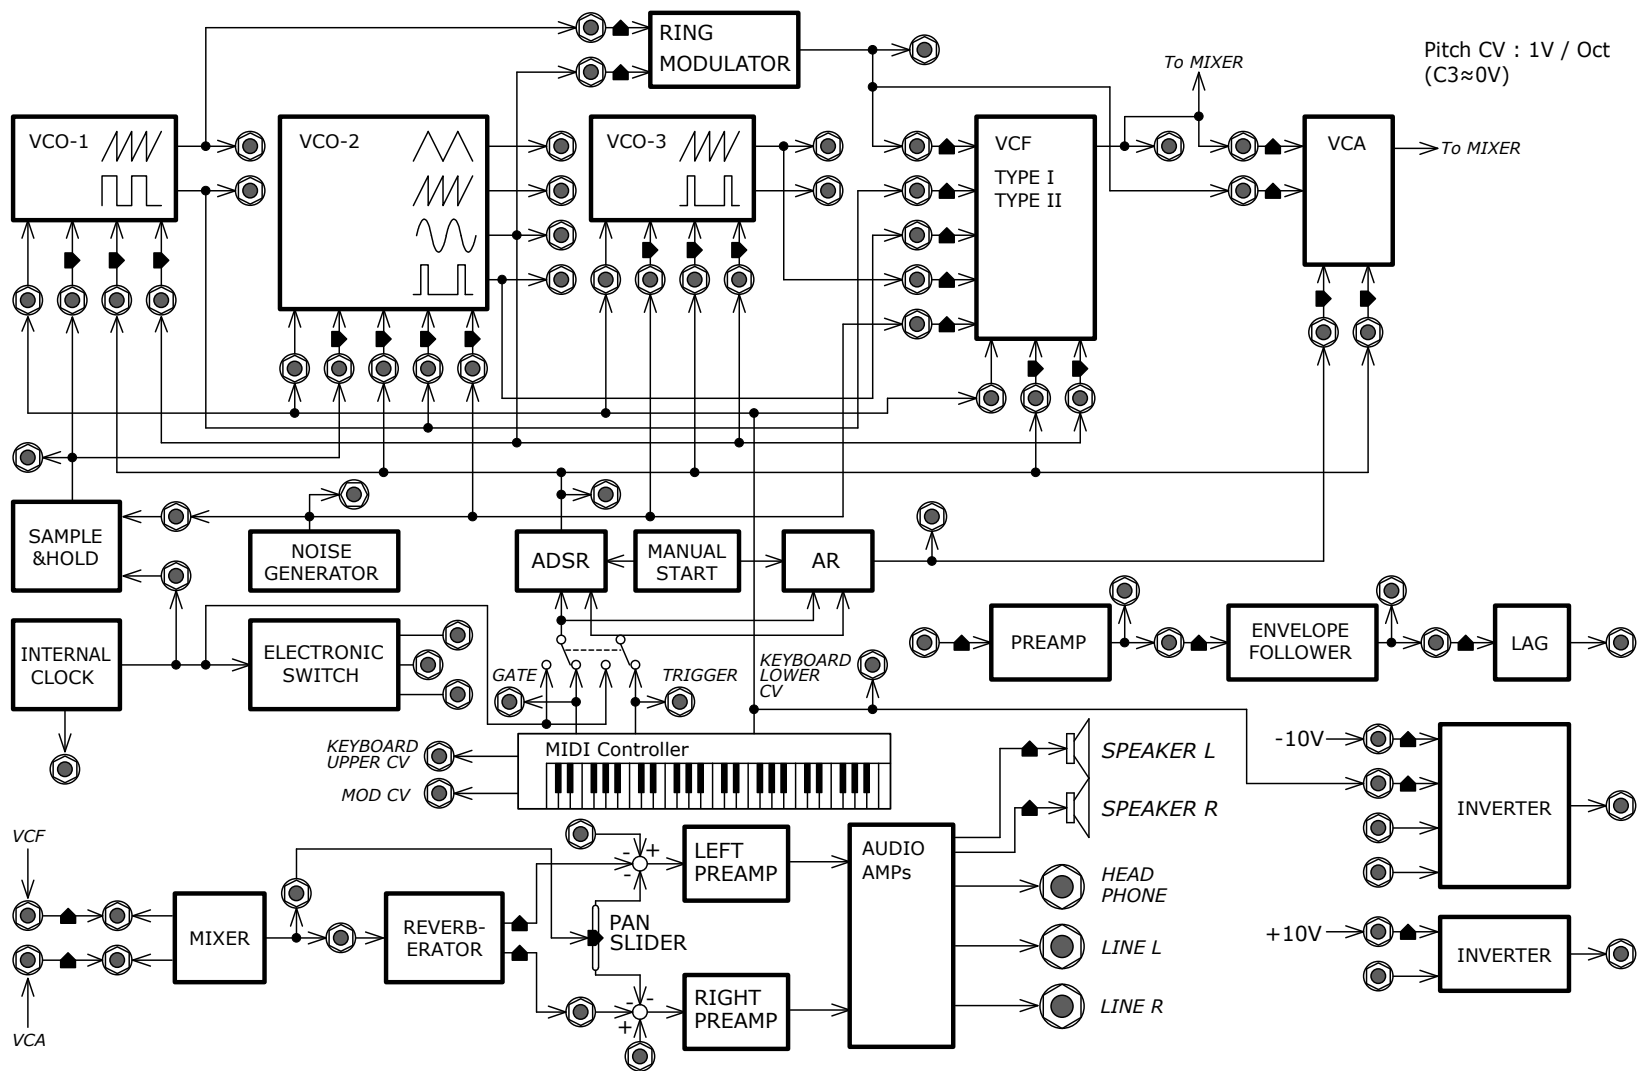 RING
MODULATOR
Pitch CV : 1V / Oct
(C3≈0V)
To MIXER
VCO-1
VCO-2
VCO-3
VCF
TYPE I
TYPE II
VCA
To MIXER
SAMPLE
&HOLD
NOISE
GENERATOR
ADSR
MANUAL
START
AR
INTERNAL
CLOCK
ELECTRONIC
SWITCH
GATE
TRIGGER
KEYBOARD
LOWER
CV
PREAMP
ENVELOPE
FOLLOWER
LAG
KEYBOARD
UPPER CV
MOD CV
MIDI Controller
SPEAKER L
SPEAKER R
-10V
INVERTER
VCF
MIXER
REVERB-
ERATOR
- +
-
PAN
SLIDER
- -
+
LEFT
PREAMP
RIGHT
PREAMP
AUDIO
AMPs
HEAD
PHONE
LINE L
LINE R
+10V
INVERTER
VCA